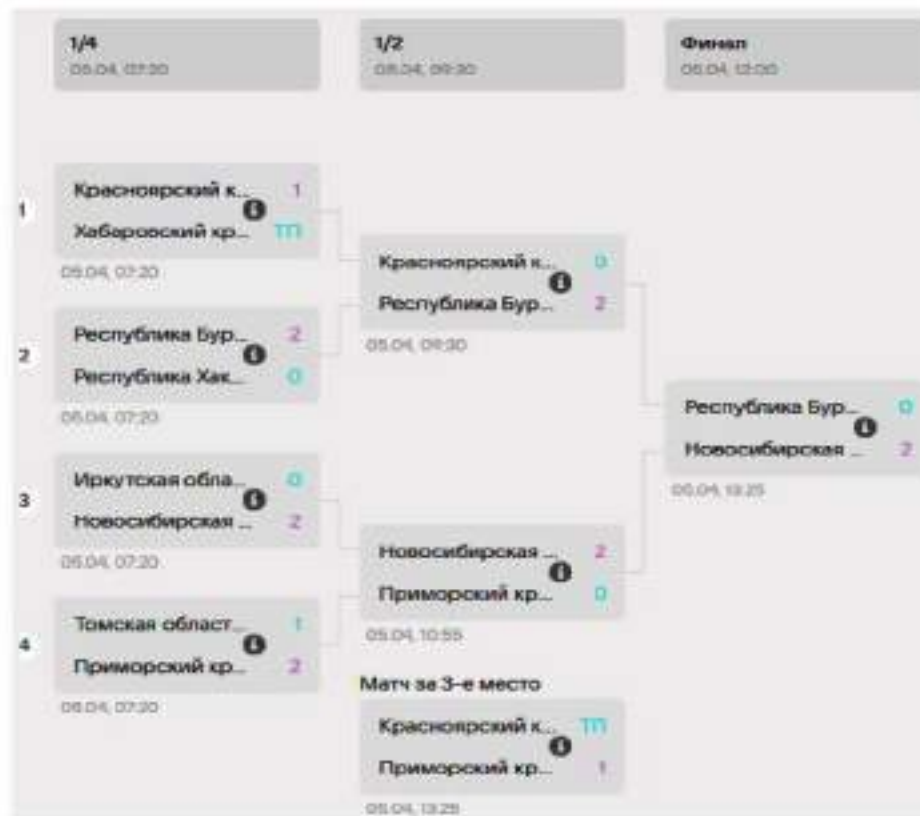 1/4
05.04, 07:20
1/2
05.04, 09:30
Финал
05.04, 12:00
1
Красноярский к... 1
Хабаровский кр... ТП
05.04, 07:20
2
Республика Бур... 2
Республика Хак... 0
05.04, 07:20
3
Иркутская обла... 0
Новосибирская ... 2
05.04, 07:20
4
Томская област... 1
Приморский кр... 2
05.04, 07:20
Красноярский к... 0
Республика Бур... 2
05.04, 09:30
Новосибирская ... 2
Приморский кр... 0
05.04, 10:55
Матч за 3-е место
Красноярский к... ТП
Приморский кр... 1
05.04, 13:25
Республика Бур... 0
Новосибирская ... 2
05.04, 13:25